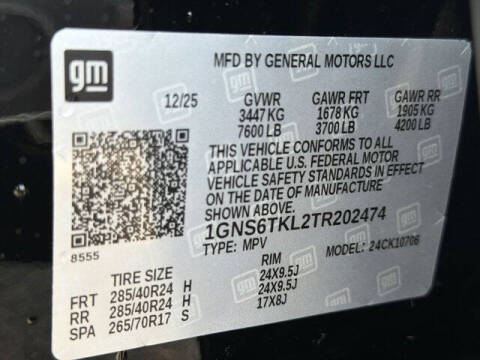 gm
MFD BY GENERAL MOTORS LLC
12/25 GVWR GAWR FRT GAWR RR
3447 KG 1678 KG 1905 KG
7600 LB 3700 LB 4200 LB
THIS VEHICLE CONFORMS TO ALL
APPLICABLE U.S. FEDERAL MOTOR
VEHICLE SAFETY STANDARDS IN EFFECT
ON THE DATE OF MANUFACTURE
SHOWN ABOVE.
1GNS6TKL2TR202474
TYPE: MPV MODEL: 24CK10706
8555
TIRE SIZE RIM
FRT 285/40R24 H 24X9.5J
RR 285/40R24 H 24X9.5J
SPA 265/70R17 S 17X8J